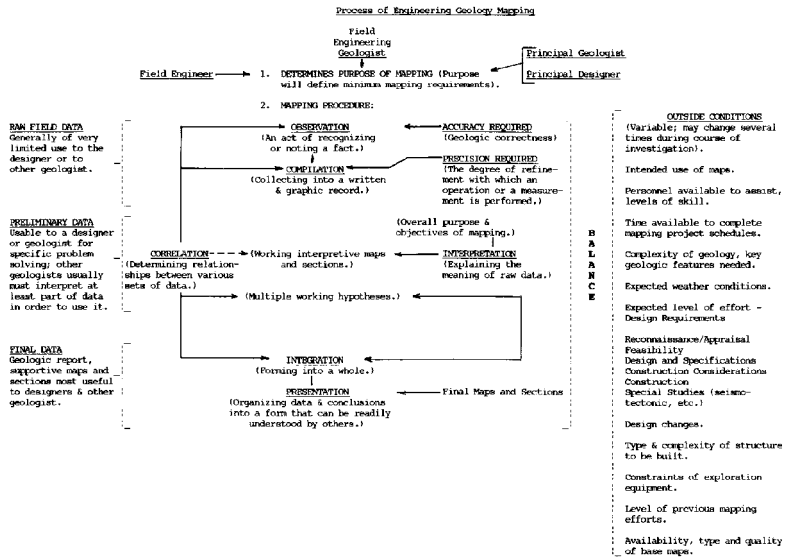 Process of Engineering Geology Mapping
Field
Engineering
Geologist
Principal Geologist
Principal Designer
Field Engineer
1. DETERMINES PURPOSE OF MAPPING (Purpose
will define minimum mapping requirements).
2. MAPPING PROCEDURE:
RAW FIELD DATA
Generally of very
limited use to the
designer or to
other geologist.
OBSERVATION
(An act of recognizing
or noting a fact.)
COMPILATION
(Collecting into a written
& graphic record.)
ACCURACY REQUIRED
(Geologic correctness)
PRECISION REQUIRED
(The degree of refine-
ment with which an
operation or a measure-
ment is performed.)
PRELIMINARY DATA
Usable to a designer
or geologist for
specific problem
solving; other
geologists usually
must interpret at
least part of data
in order to use it.
CORRELATION
(Determining relation-
ships between various
sets of data.)
(Working interpretive maps
and sections.)
(Overall purpose &
objectives of mapping.)
INTERPRETATION
(Explaining the
meaning of raw data.)
(Multiple working hypotheses.)
FINAL DATA
Geologic report,
supportive maps and
sections most useful
to designers & other
geologist.
INTEGRATION
(Forming into a whole.)
PRESENTATION
(Organizing data & conclusions
into a form that can be readily
understood by others.)
Final Maps and Sections
B
A
L
A
N
C
E
OUTSIDE CONDITIONS
(Variable; may change several
times during course of
investigation).
Intended use of maps.
Personnel available to assist,
levels of skill.
Time available to complete
mapping project schedules.
Complexity of geology, key
geologic features needed.
Expected weather conditions.
Expected level of effort -
Design Requirements
Reconnaissance/Appraisal
Feasibility
Design and Specifications
Construction Considerations
Construction
Special Studies (seismo-
tectonic, etc.)
Design changes.
Type & complexity of structure
to be built.
Constraints of exploration
equipment.
Level of previous mapping
efforts.
Availability, type and quality
of base maps.